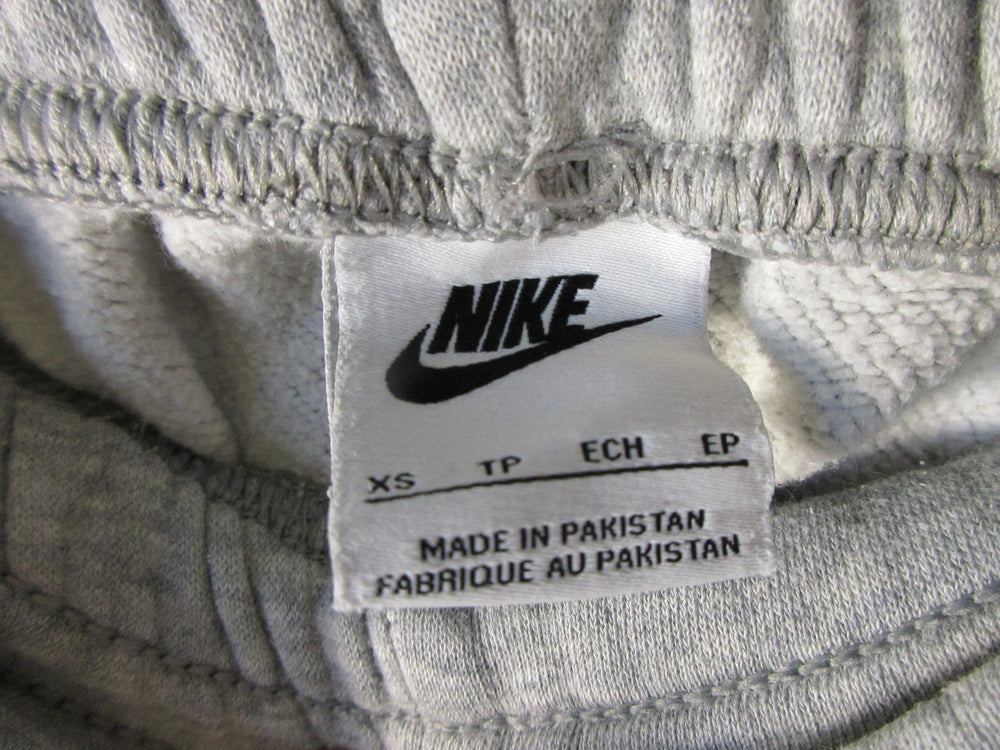 NIKE
XS TP ECH EP
MADE IN PAKISTAN
FABRIQUE AU PAKISTAN